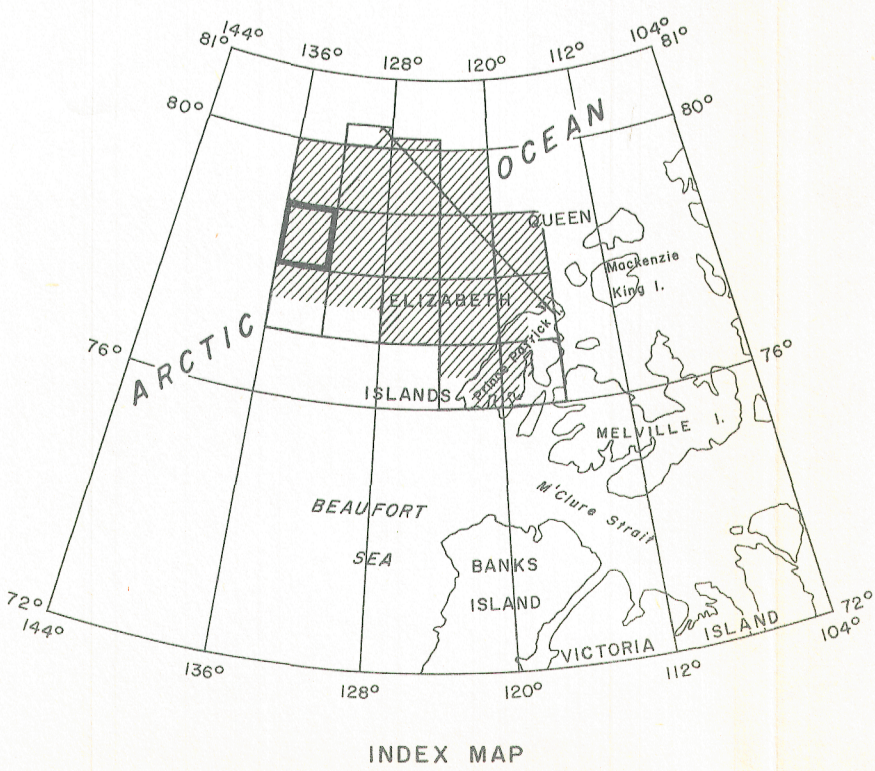 144° 136° 128° 120° 112° 104°
81° 81°
80° 80°
OCEAN
QUEEN
Mackenzie
King I.
ELIZABETH
Prince Patrick
ARCTIC
76° 76°
ISLANDS
MELVILLE I.
M'Clure Strait
BEAUFORT
SEA
BANKS
ISLAND
VICTORIA ISLAND
72° 72°
144° 136° 128° 120° 112° 104°
INDEX MAP